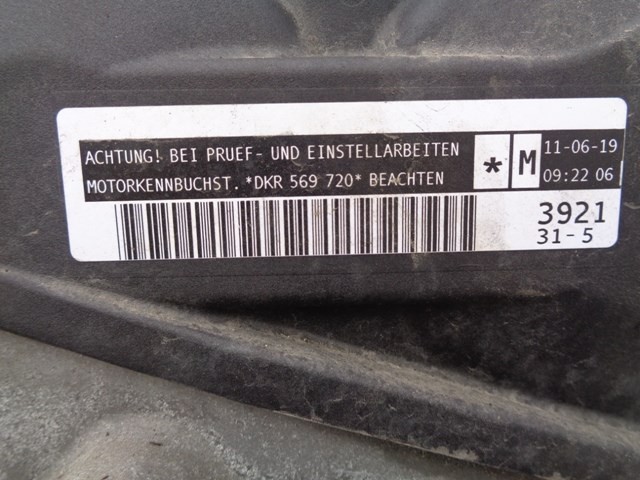 ACHTUNG! BEI PRUEF- UND EINSTELLARBEITEN
MOTORKENNBUCHST. *DKR 569 720* BEACHTEN
* M
11-06-19
09:22 06
3921
31-5